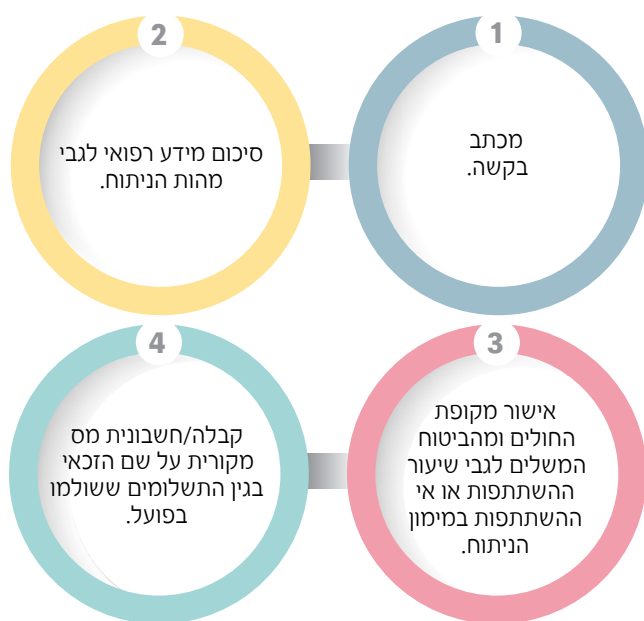 1
מכתב
בקשה.
2
סיכום מידע רפואי לגבי
מהות הניתוח.
3
אישור מקופת
החולים ומהביטוח
המשלים לגבי שיעור
ההשתתפות או אי
ההשתתפות במימון
הניתוח.
4
קבלה/חשבונית מס
מקורית על שם הזכאי
בגין התשלומים ששולמו
בפועל.